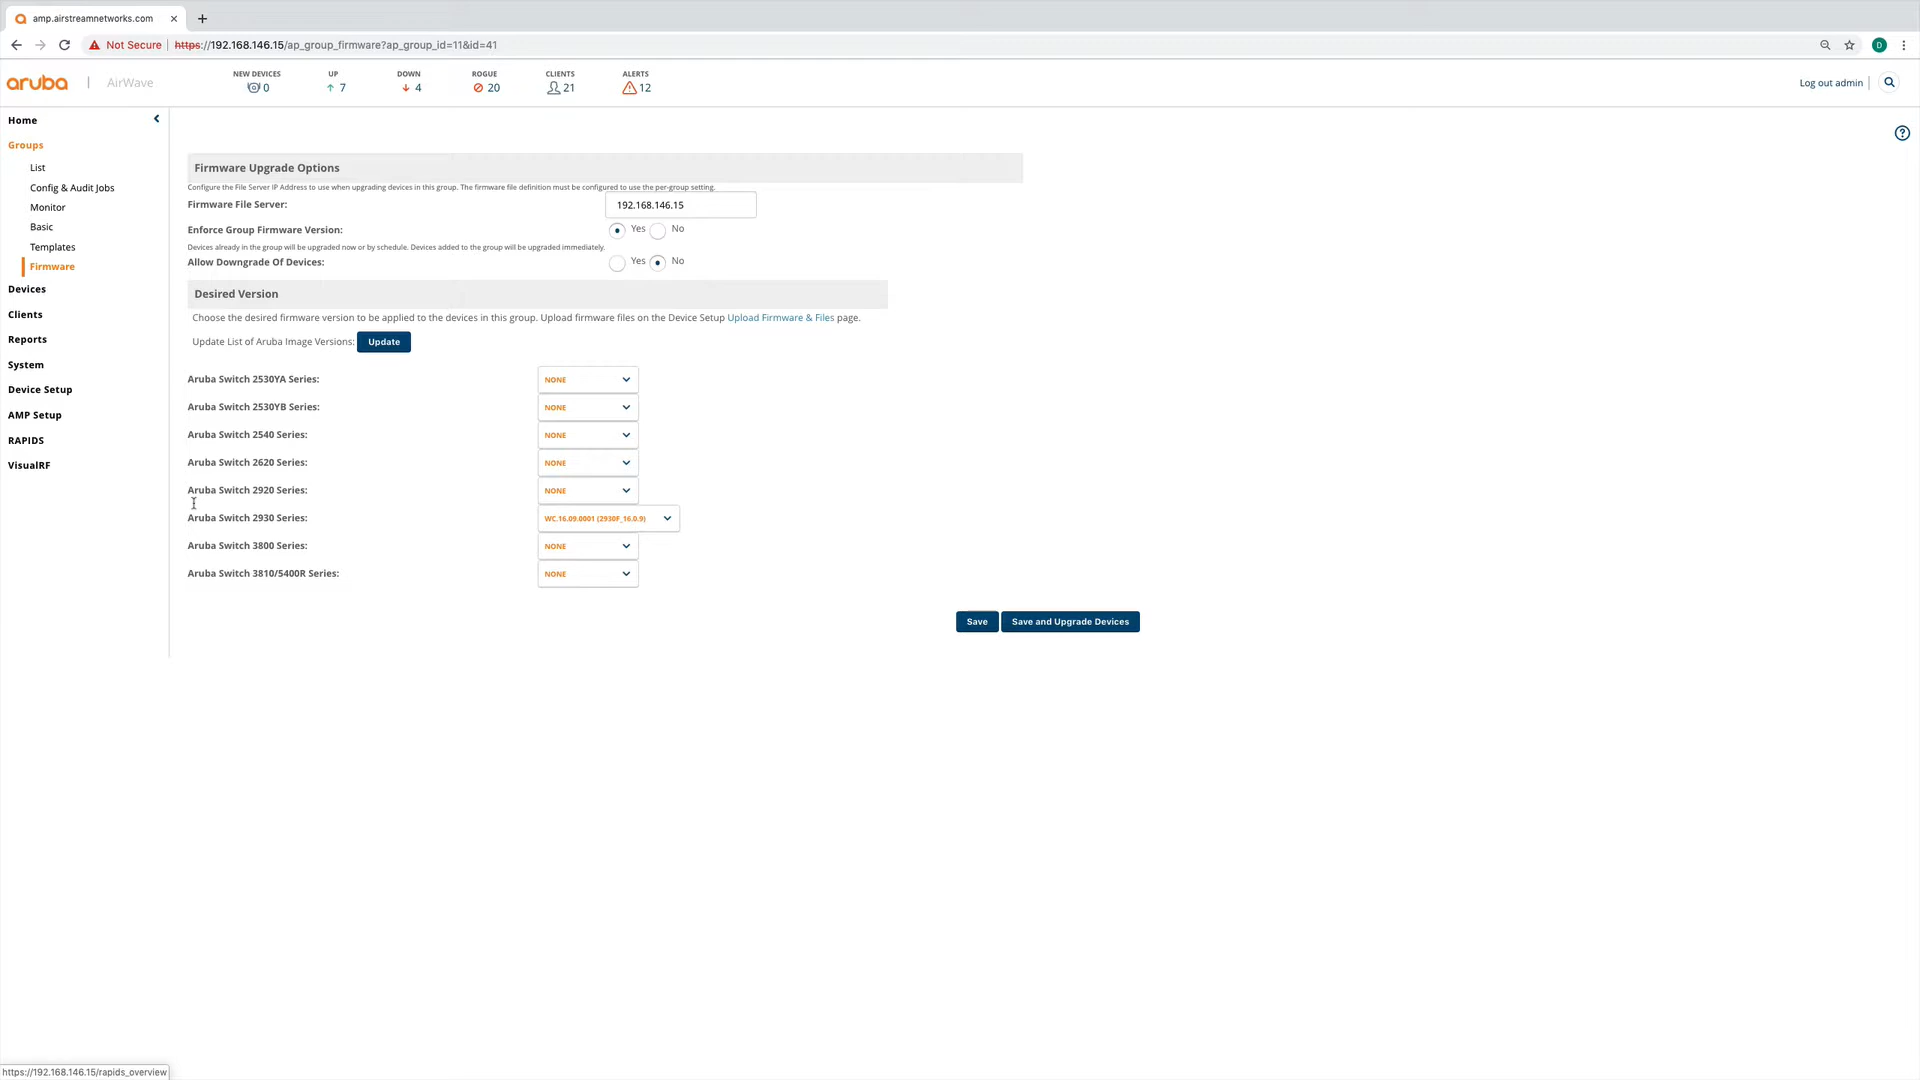 amp.airstreamnetworks.com
Not Secure | https://192.168.146.15/ap_group_firmware?ap_group_id=11&id=41
D
aruba | AirWave
NEW DEVICES UP DOWN ROGUE CLIENTS ALERTS
0 7 4 20 21 12
Log out admin
Home
Groups
List
Config & Audit Jobs
Monitor
Basic
Templates
Firmware
Devices
Clients
Reports
System
Device Setup
AMP Setup
RAPIDS
VisualRF
Firmware Upgrade Options
Configure the File Server IP Address to use when upgrading devices in this group. The firmware file definition must be configured to use the per-group setting.
Firmware File Server: 192.168.146.15
Enforce Group Firmware Version: Yes No
Devices already in the group will be upgraded now or by schedule. Devices added to the group will be upgraded immediately.
Allow Downgrade Of Devices: Yes No
Desired Version
Choose the desired firmware version to be applied to the devices in this group. Upload firmware files on the Device Setup Upload Firmware & Files page.
Update List of Aruba Image Versions: Update
Aruba Switch 2530YA Series: NONE
Aruba Switch 2530YB Series: NONE
Aruba Switch 2540 Series: NONE
Aruba Switch 2620 Series: NONE
Aruba Switch 2920 Series: NONE
Aruba Switch 2930 Series: WC.16.09.0001 (2930F_16.0.9)
Aruba Switch 3800 Series: NONE
Aruba Switch 3810/5400R Series: NONE
Save Save and Upgrade Devices
https://192.168.146.15/rapids_overview